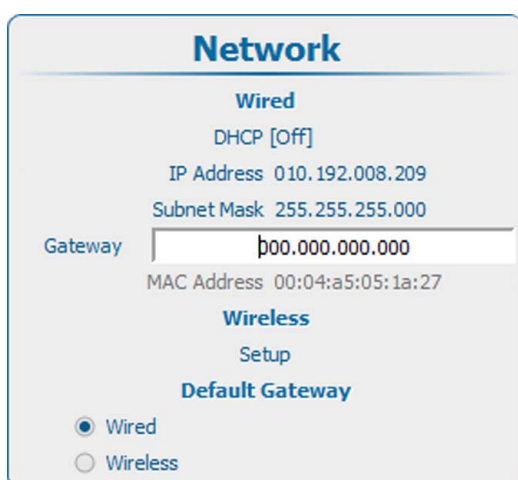 Network
Wired
DHCP [Off]
IP Address 010.192.008.209
Subnet Mask 255.255.255.000
Gateway 000.000.000.000
MAC Address 00:04:a5:05:1a:27
Wireless
Setup
Default Gateway
Wired
Wireless